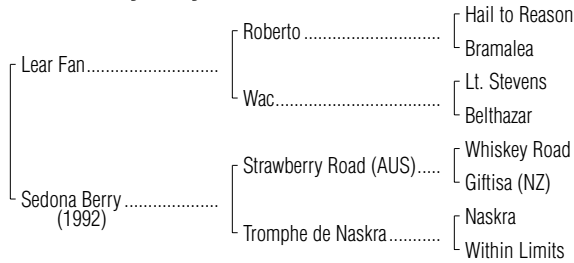 Hail to Reason
Roberto
Bramalea
Lear Fan
Lt. Stevens
Wac
Belthazar
Whiskey Road
Strawberry Road (AUS)
Giftisa (NZ)
Sedona Berry
(1992)
Naskra
Tromphe de Naskra
Within Limits